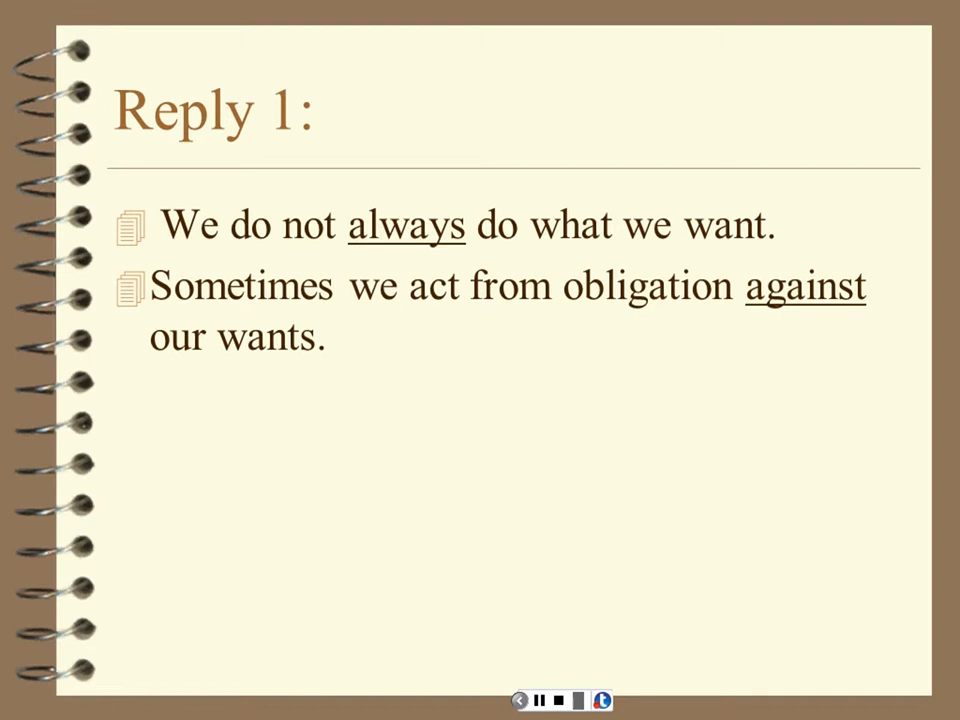 Reply 1:
We do not always do what we want.
Sometimes we act from obligation against
our wants.